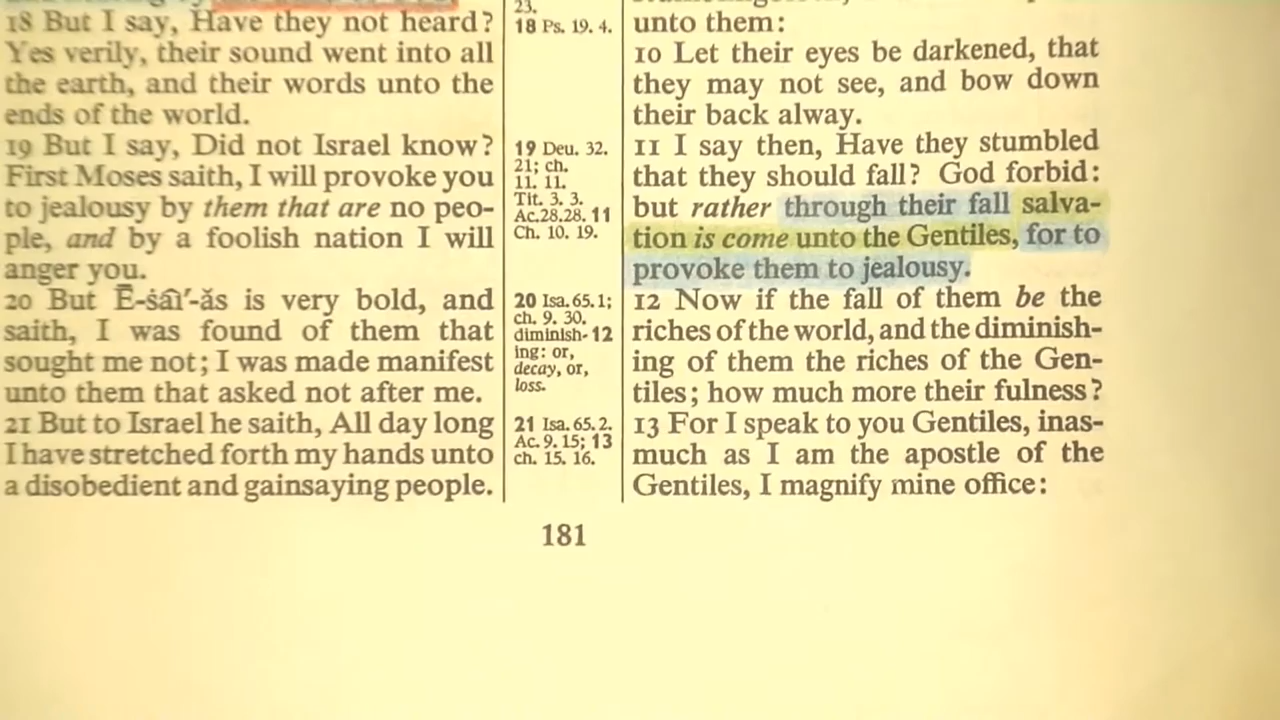 18 But I say, Have they not heard?
Yes verily, their sound went into all
the earth, and their words unto the
ends of the world.
19 But I say, Did not Israel know?
First Moses saith, I will provoke you
to jealousy by them that are no peo-
ple, and by a foolish nation I will
anger you.
20 But Ē-ṡāi̅′-ăs is very bold, and
saith, I was found of them that
sought me not; I was made manifest
unto them that asked not after me.
21 But to Israel he saith, All day long
I have stretched forth my hands unto
a disobedient and gainsaying people.
23.
18 Ps. 19. 4.
19 Deu. 32.
21; ch.
11. 11.
Tit. 3. 3.
Ac.28.28. 11
Ch. 10. 19.
20 Isa. 65. 1;
ch. 9. 30.
diminish- 12
ing: or,
decay, or,
loss.
21 Isa. 65. 2.
Ac. 9. 15; 13
ch. 15. 16.
unto them:
10 Let their eyes be darkened, that
they may not see, and bow down
their back alway.
11 I say then, Have they stumbled
that they should fall? God forbid:
but rather through their fall salva-
tion is come unto the Gentiles, for to
provoke them to jealousy.
12 Now if the fall of them be the
riches of the world, and the diminish-
ing of them the riches of the Gen-
tiles; how much more their fulness?
13 For I speak to you Gentiles, inas-
much as I am the apostle of the
Gentiles, I magnify mine office:
181